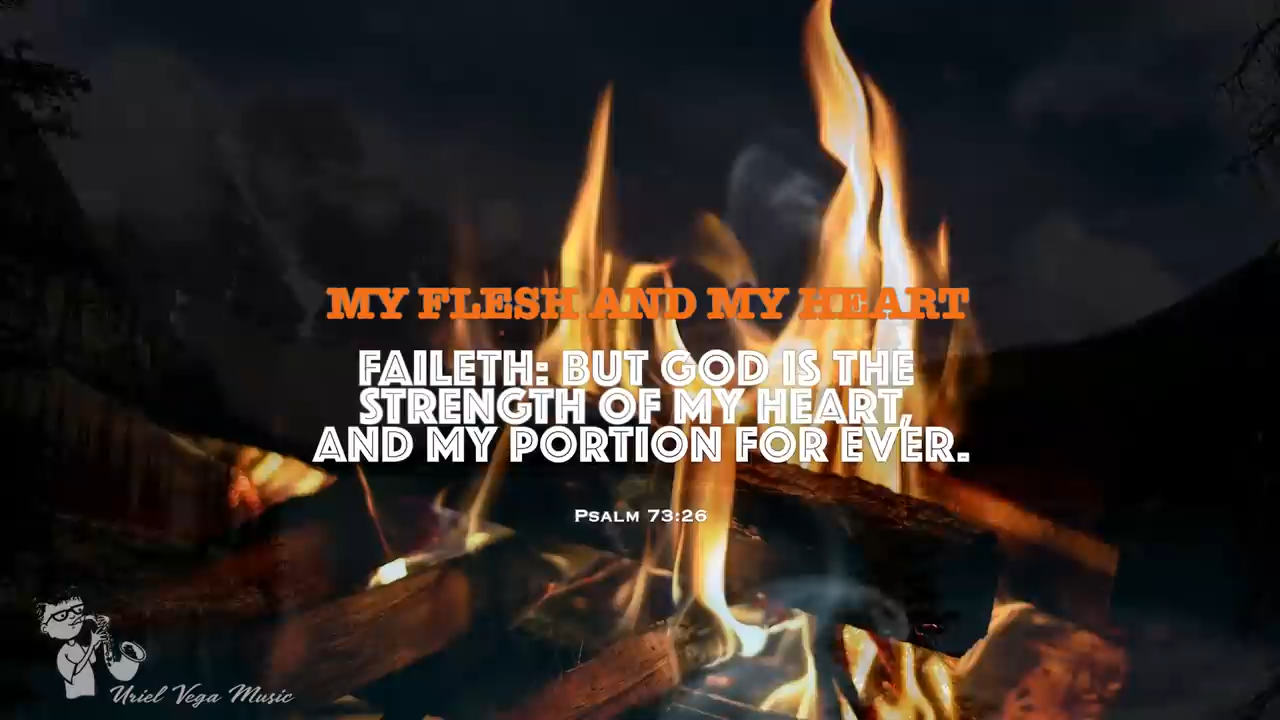 MY FLESH AND MY HEART
FAILETH: BUT GOD IS THE
STRENGTH OF MY HEART,
AND MY PORTION FOR EVER.
PSALM 73:26
Uriel Vega Music